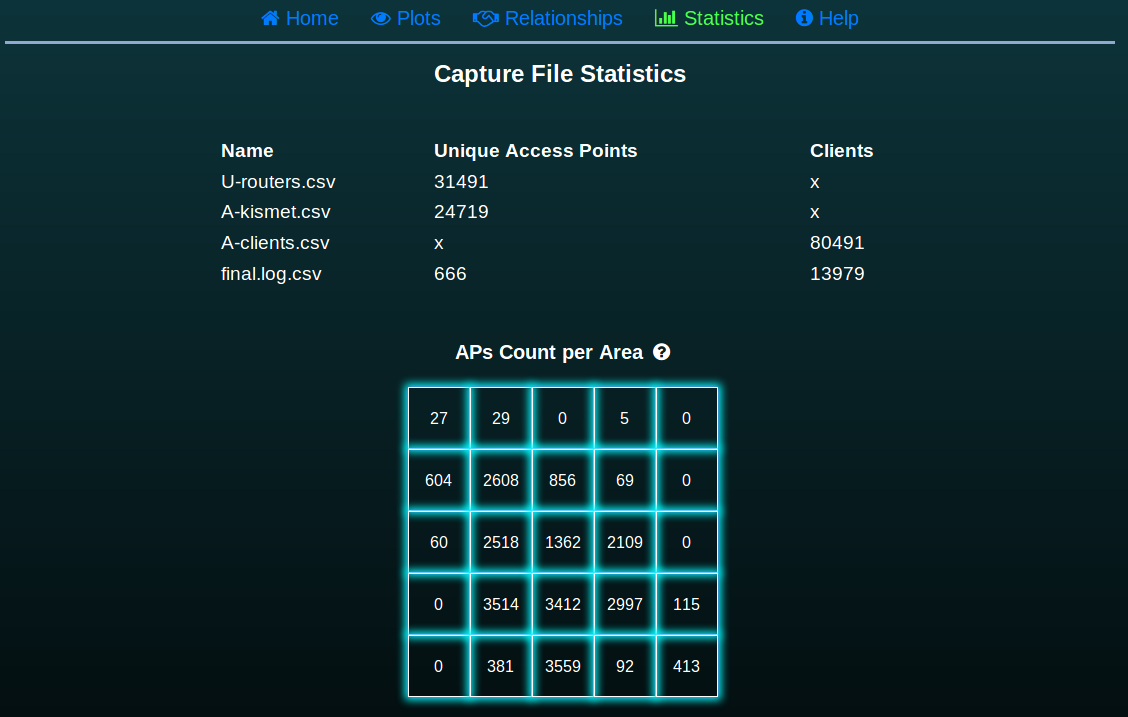 Home Plots Relationships Statistics Help
Capture File Statistics
Name Unique Access Points Clients
U-routers.csv 31491 x
A-kismet.csv 24719 x
A-clients.csv x 80491
final.log.csv 666 13979
APs Count per Area ?
27 29 0 5 0
604 2608 856 69 0
60 2518 1362 2109 0
0 3514 3412 2997 115
0 381 3559 92 413